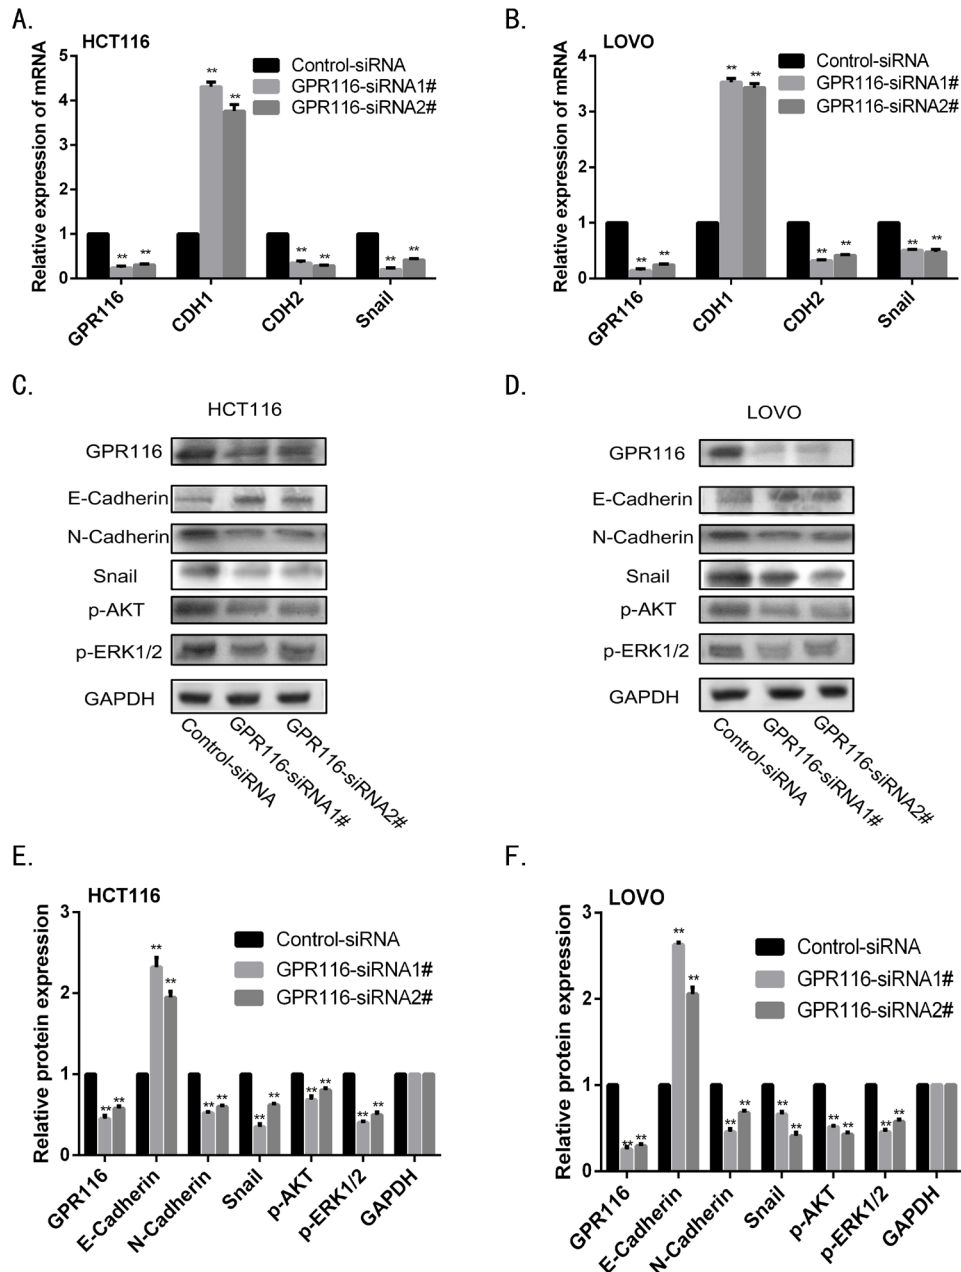 A.
HCT116
Control-siRNA
GPR116-siRNA1#
GPR116-siRNA2#
Relative expression of mRNA
5
4
3
2
1
0
** ** ** ** ** ** ** **
GPR116 CDH1 CDH2 Snail
B.
LOVO
Control-siRNA
GPR116-siRNA1#
GPR116-siRNA2#
Relative expression of mRNA
4
3
2
1
0
** ** ** ** ** ** ** **
GPR116 CDH1 CDH2 Snail
C.
HCT116
GPR116
E-Cadherin
N-Cadherin
Snail
p-AKT
p-ERK1/2
GAPDH
Control-siRNA
GPR116-siRNA1#
GPR116-siRNA2#
D.
LOVO
GPR116
E-Cadherin
N-Cadherin
Snail
p-AKT
p-ERK1/2
GAPDH
Control-siRNA
GPR116-siRNA1#
GPR116-siRNA2#
E.
HCT116
Control-siRNA
GPR116-siRNA1#
GPR116-siRNA2#
Relative protein expression
3
2
1
0
** ** ** ** ** ** ** ** ** ** ** **
GPR116 E-Cadherin N-Cadherin Snail p-AKT p-ERK1/2 GAPDH
F.
LOVO
Control-siRNA
GPR116-siRNA1#
GPR116-siRNA2#
Relative protein expression
3
2
1
0
** ** ** ** ** ** ** ** ** ** ** **
GPR116 E-Cadherin N-Cadherin Snail p-AKT p-ERK1/2 GAPDH